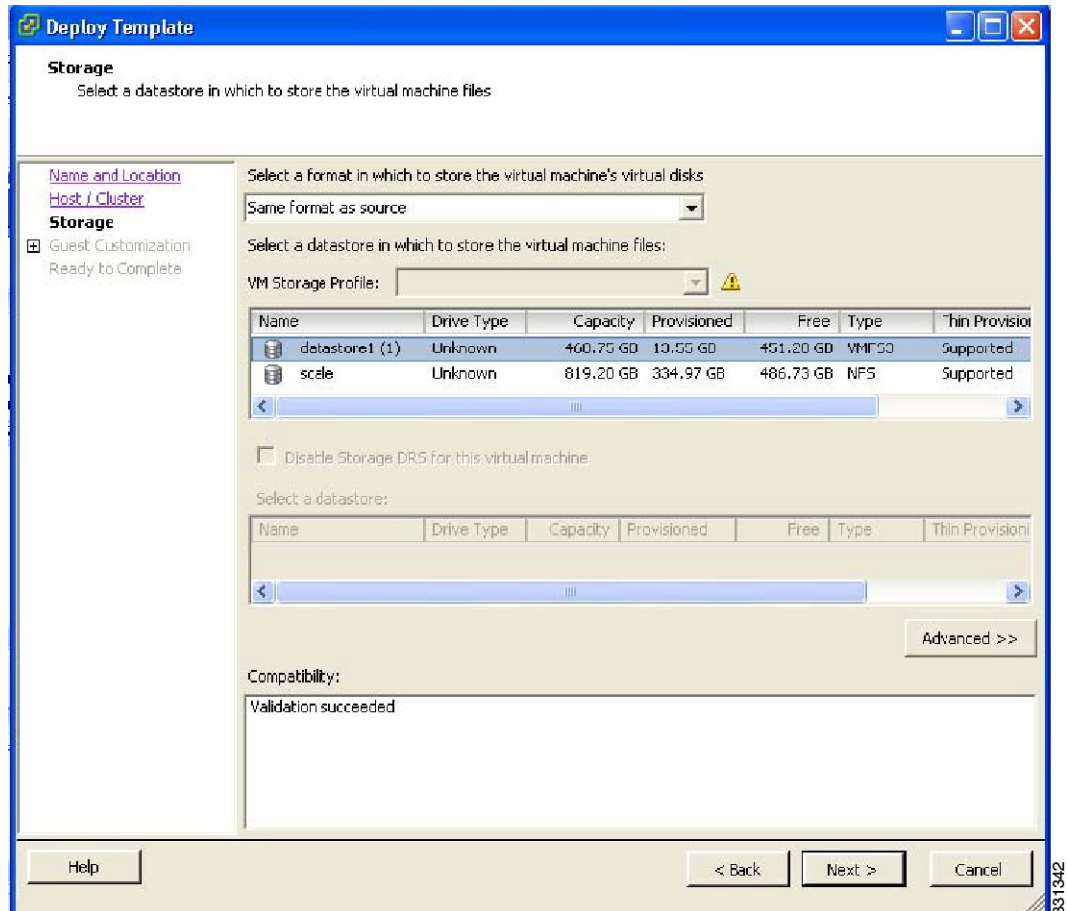 Deploy Template
Storage
Select a datastore in which to store the virtual machine files
Name and Location
Host / Cluster
Storage
Guest Customization
Ready to Complete
Select a format in which to store the virtual machine's virtual disks
Same format as source
Select a datastore in which to store the virtual machine files:
VM Storage Profile:
Name Drive Type Capacity Provisioned Free Type Thin Provision
datastore1 (1) Unknown 460.75 GB 13.55 GB 451.20 GB VMFS3 Supported
scale Unknown 819.20 GB 334.97 GB 486.73 GB NFS Supported
Disable Storage DRS for this virtual machine
Select a datastore:
Name Drive Type Capacity Provisioned Free Type Thin Provisioni
Advanced >>
Compatibility:
Validation succeeded
Help
< Back
Next >
Cancel
331342